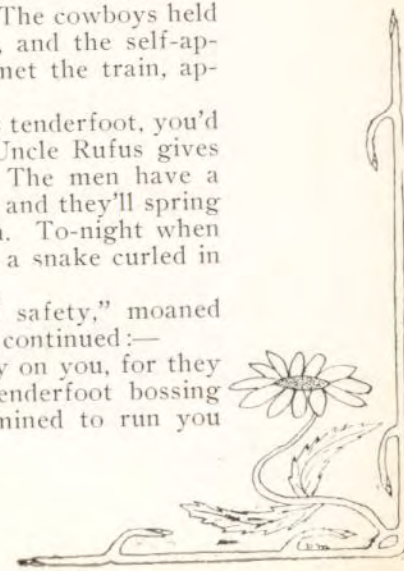 The cowboys held
, and the self-ap-
met the train, ap-
tenderfoot, you'd
Uncle Rufus gives
The men have a
and they'll spring
n. To-night when
a snake curled in
safety," moaned
continued:—
y on you, for they
enderfoot bossing
mined to run you